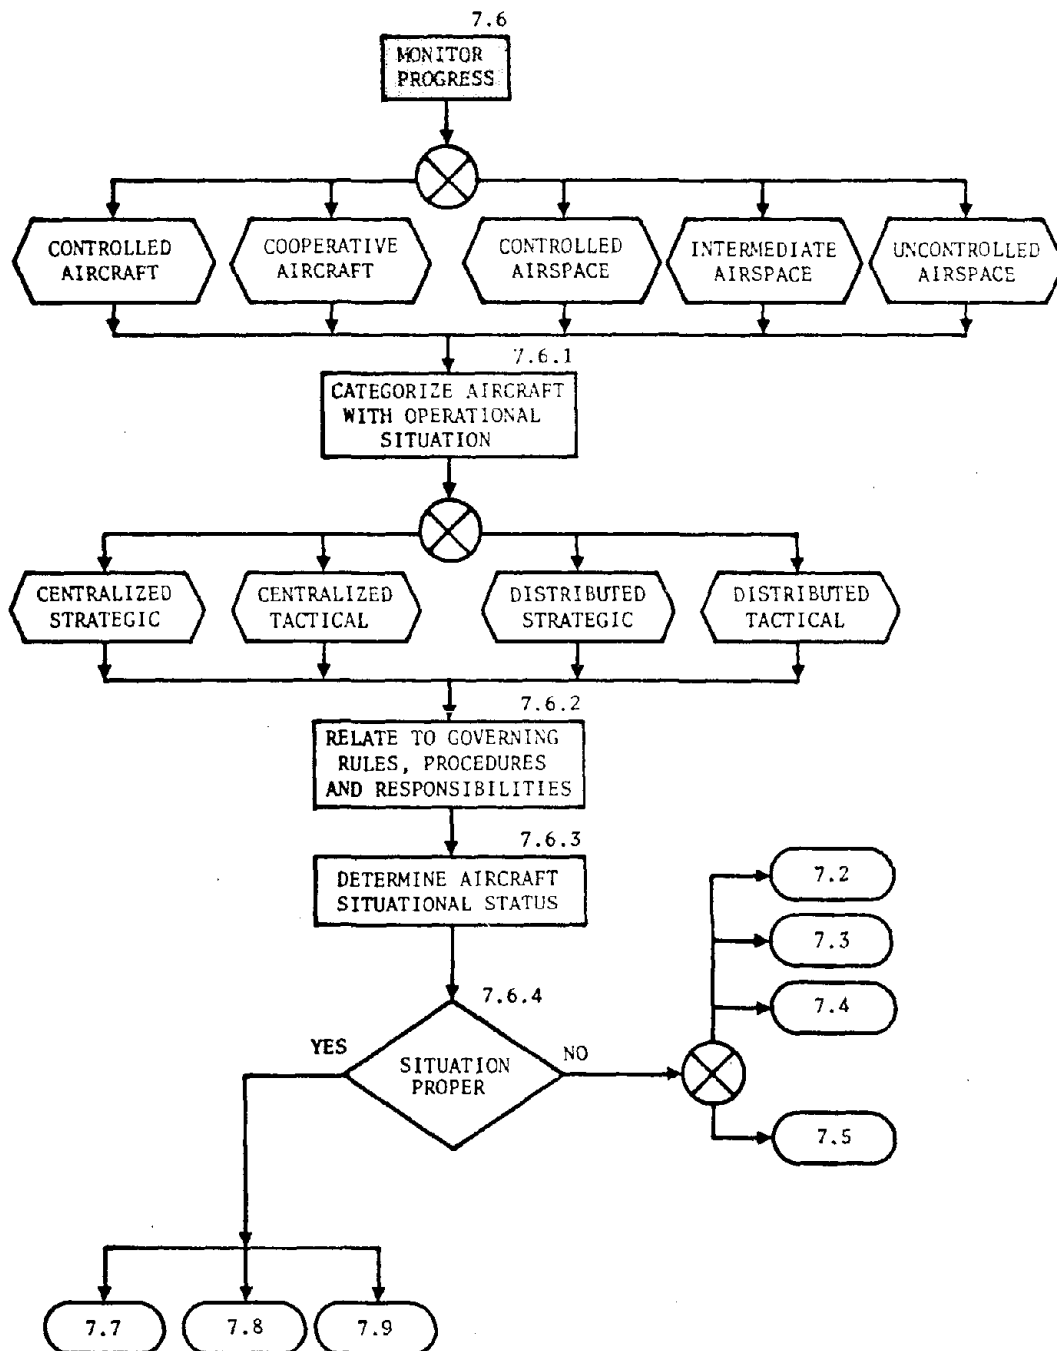 7.6
MONITOR
PROGRESS
CONTROLLED
AIRCRAFT
COOPERATIVE
AIRCRAFT
CONTROLLED
AIRSPACE
INTERMEDIATE
AIRSPACE
UNCONTROLLED
AIRSPACE
7.6.1
CATEGORIZE AIRCRAFT
WITH OPERATIONAL
SITUATION
CENTRALIZED
STRATEGIC
CENTRALIZED
TACTICAL
DISTRIBUTED
STRATEGIC
DISTRIBUTED
TACTICAL
7.6.2
RELATE TO GOVERNING
RULES, PROCEDURES
AND RESPONSIBILITIES
7.6.3
DETERMINE AIRCRAFT
SITUATIONAL STATUS
7.2
7.3
7.4
7.6.4
YES
SITUATION
PROPER
NO
7.5
7.7
7.8
7.9